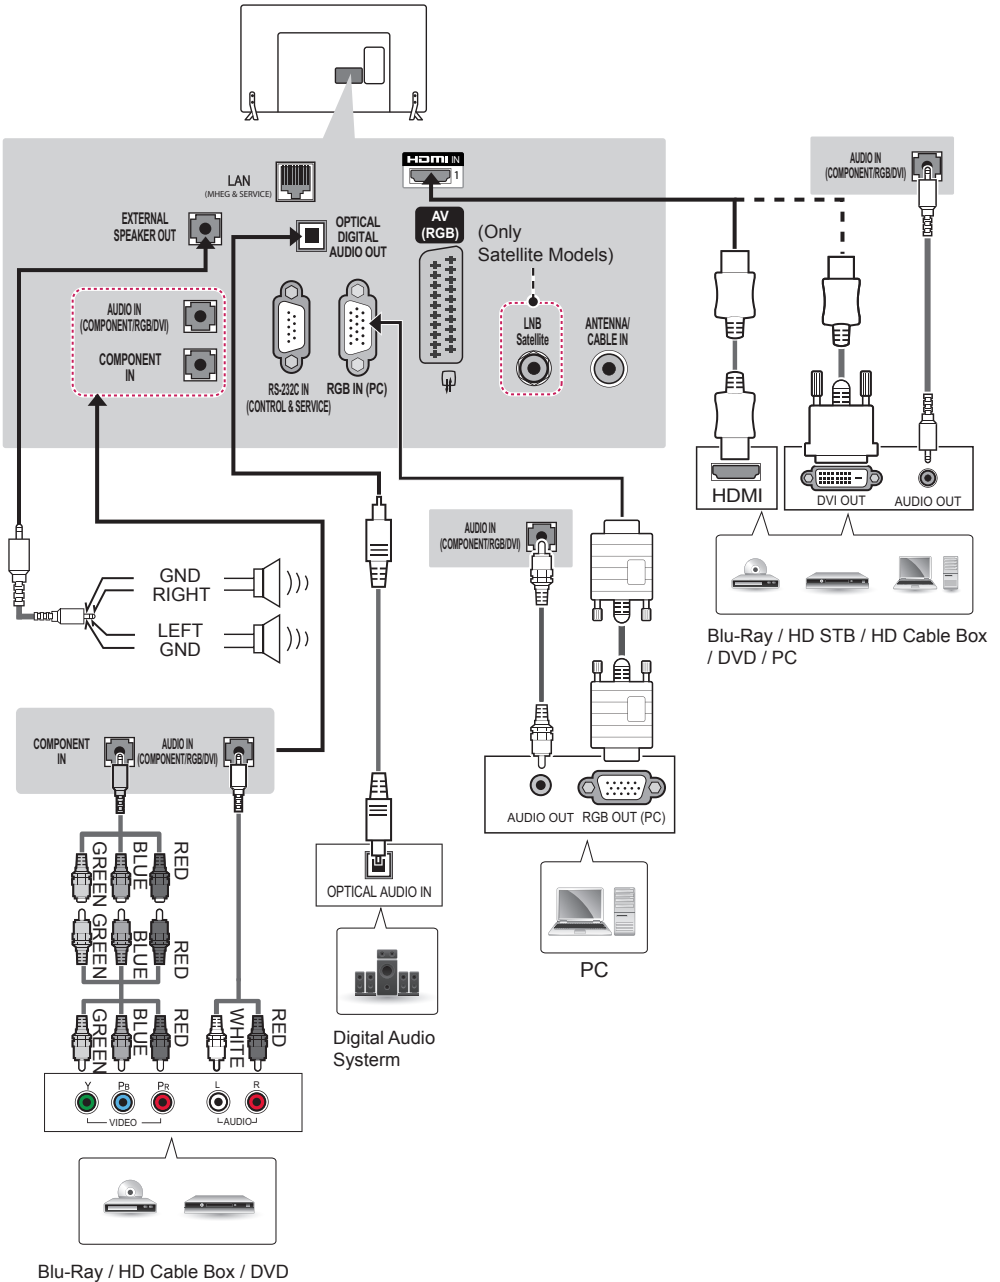 LAN
(MHEG & SERVICE)
HDMI IN
1
AUDIO IN
(COMPONENT/RGB/DVI)
EXTERNAL
SPEAKER OUT
OPTICAL
DIGITAL
AUDIO OUT
AV
(RGB)
(Only
Satellite Models)
AUDIO IN
(COMPONENT/RGB/DVI)
COMPONENT
IN
RS-232C IN
(CONTROL & SERVICE)
RGB IN (PC)
LNB
Satellite
ANTENNA/
CABLE IN
HDMI
DVI OUT
AUDIO OUT
Blu-Ray / HD STB / HD Cable Box
/ DVD / PC
AUDIO IN
(COMPONENT/RGB/DVI)
GND
RIGHT
LEFT
GND
COMPONENT
IN
AUDIO IN
(COMPONENT/RGB/DVI)
AUDIO OUT
RGB OUT (PC)
PC
OPTICAL AUDIO IN
Digital Audio
Systerm
GREEN
BLUE
RED
GREEN
BLUE
RED
GREEN
BLUE
RED
WHITE
RED
Y
PB
PR
L
R
VIDEO
AUDIO
Blu-Ray / HD Cable Box / DVD